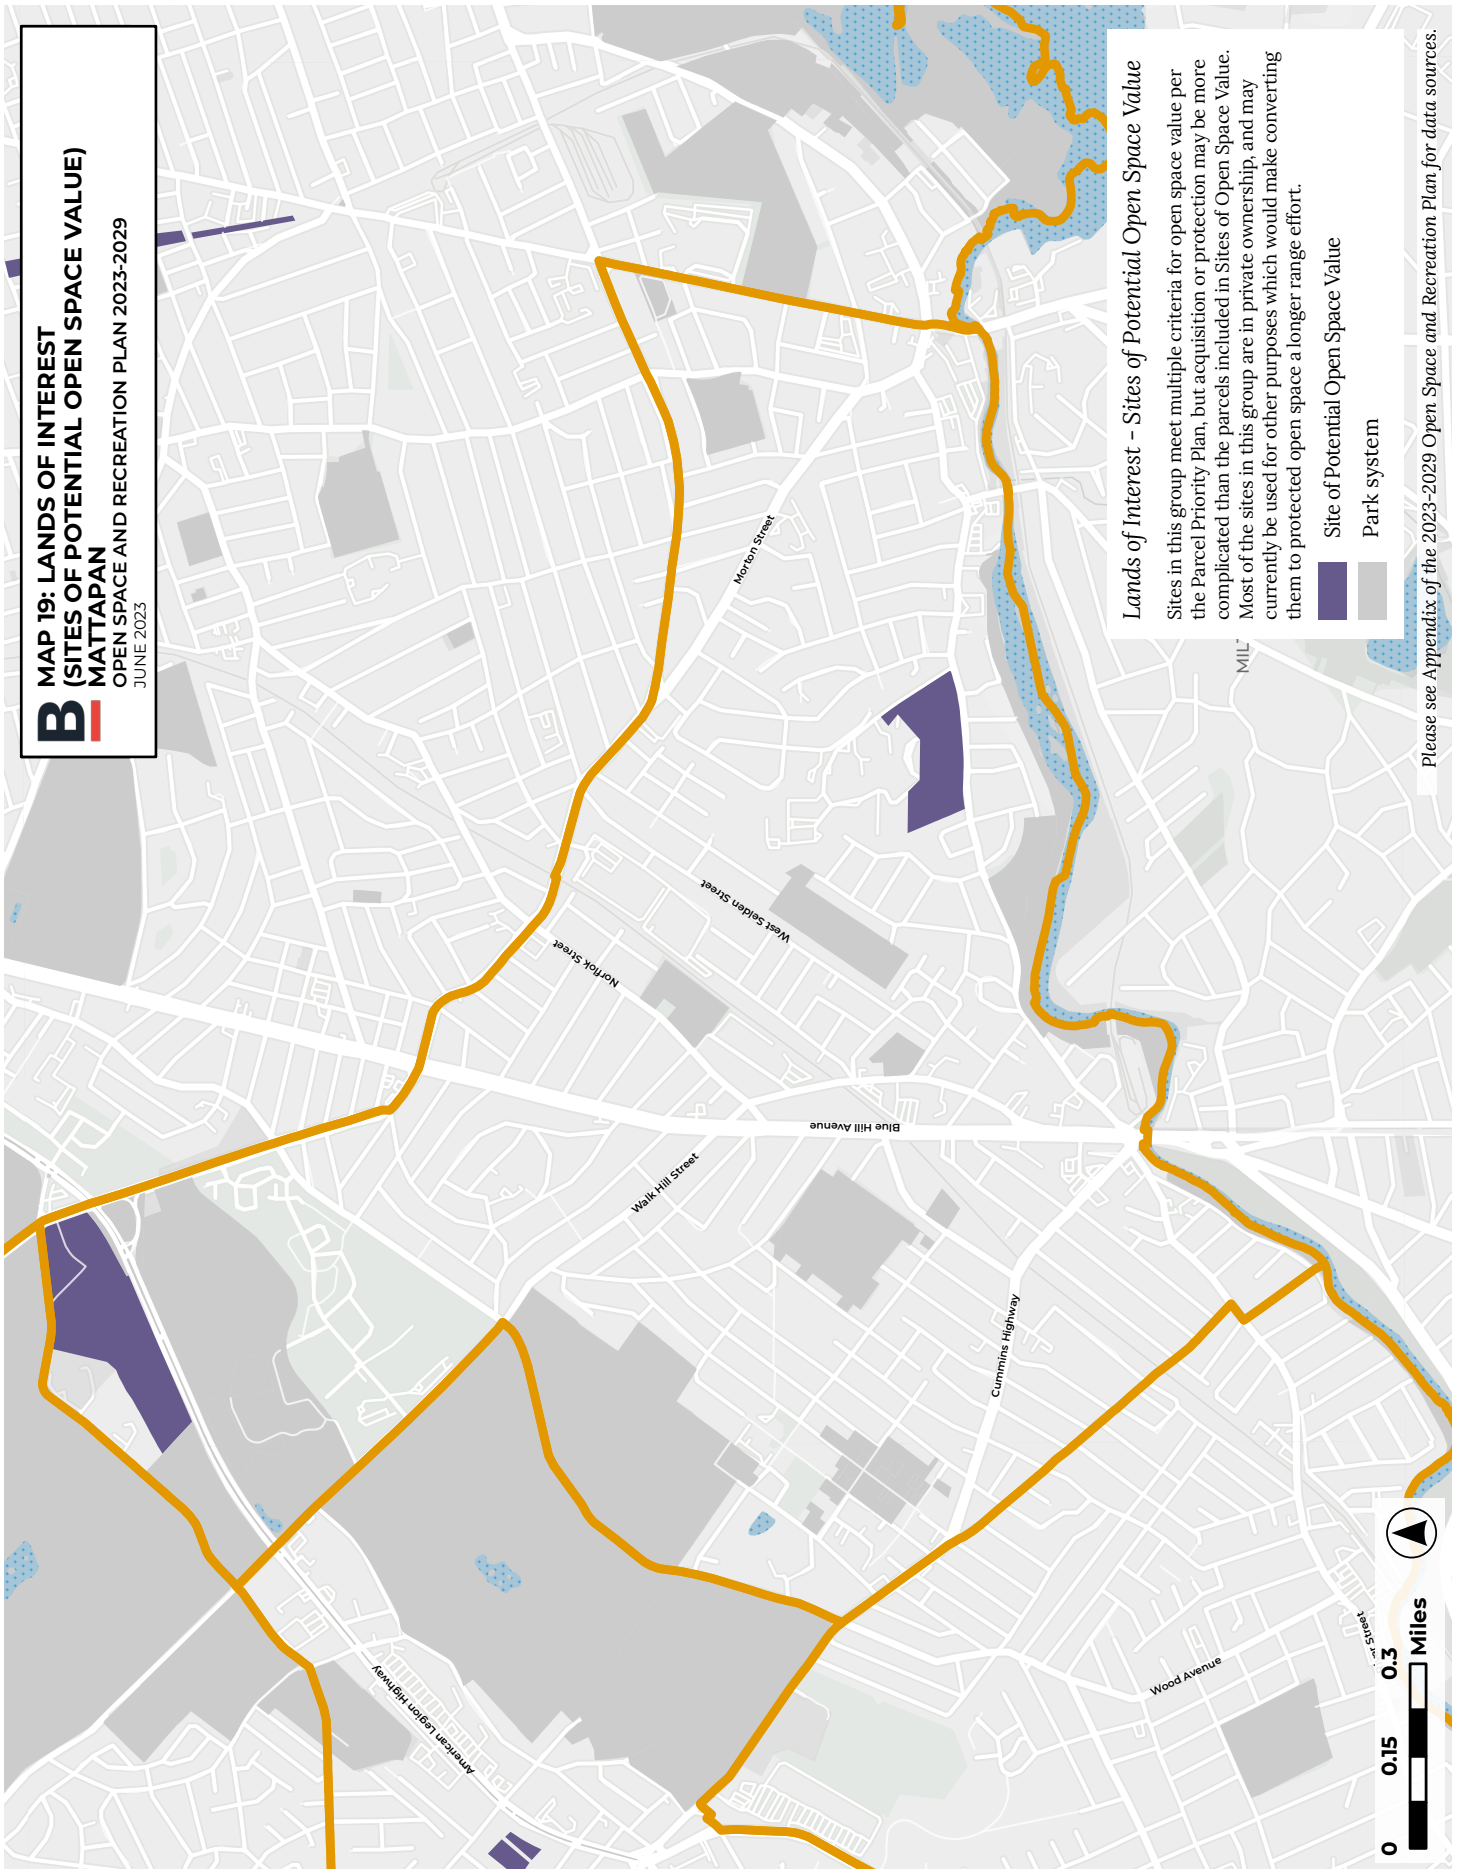 B
MAP 19: LANDS OF INTEREST
(SITES OF POTENTIAL OPEN SPACE VALUE)
MATTAPAN
OPEN SPACE AND RECREATION PLAN 2023-2029
JUNE 2023
Morton Street
West Selden Street
Norflok Street
Blue Hill Avenue
Walk Hill Street
Cummins Highway
American Legion Highway
Wood Avenue
Street
MILT
Lands of Interest - Sites of Potential Open Space Value
Sites in this group meet multiple criteria for open space value per
the Parcel Priority Plan, but acquisition or protection may be more
complicated than the parcels included in Sites of Open Space Value.
Most of the sites in this group are in private ownership, and may
currently be used for other purposes which would make converting
them to protected open space a longer range effort.
Site of Potential Open Space Value
Park system
0 0.15 0.3
Miles
Please see Appendix of the 2023-2029 Open Space and Recreation Plan for data sources.